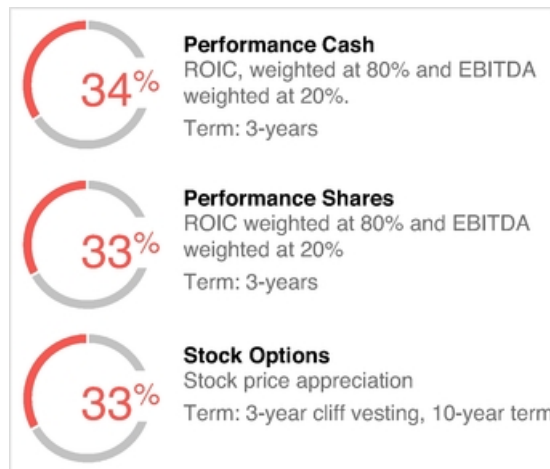 34%
Performance Cash
ROIC, weighted at 80% and EBITDA
weighted at 20%.
Term: 3-years
33%
Performance Shares
ROIC weighted at 80% and EBITDA
weighted at 20%
Term: 3-years
33%
Stock Options
Stock price appreciation
Term: 3-year cliff vesting, 10-year term